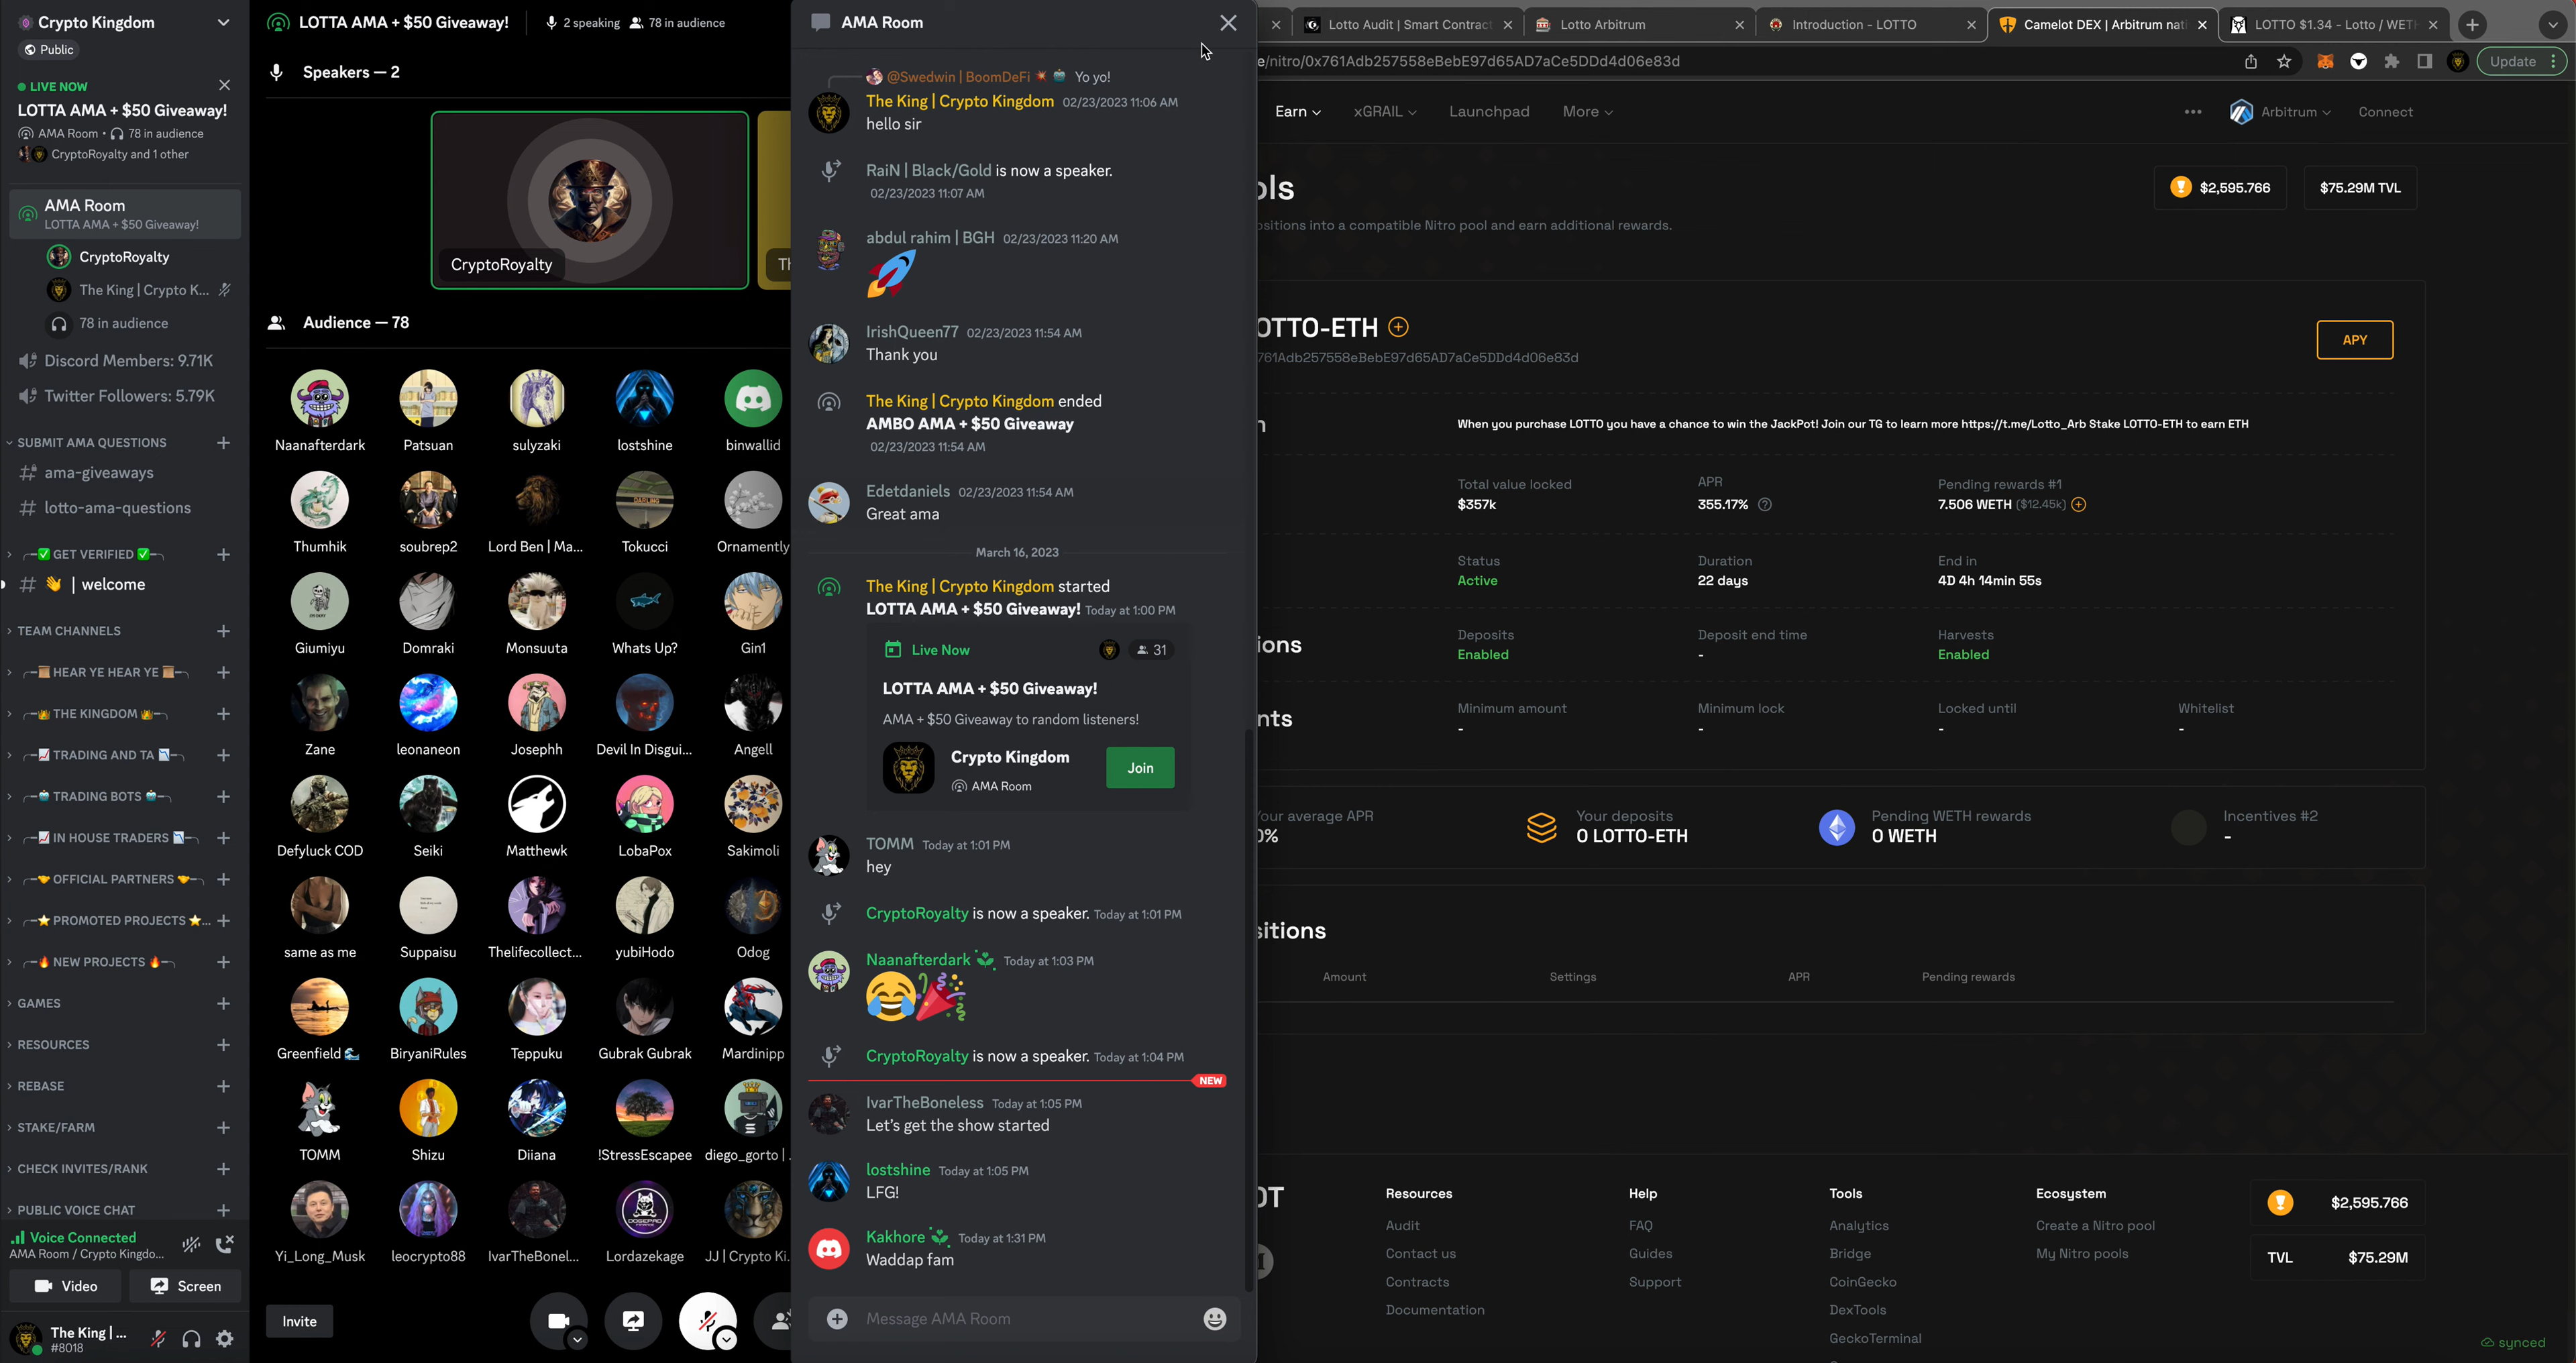 Crypto Kingdom
Public
LIVE NOW
LOTTA AMA + $50 Giveaway!
AMA Room • 78 in audience
CryptoRoyalty and 1 other
AMA Room
LOTTA AMA + $50 Giveaway!
CryptoRoyalty
The King | Crypto K...
78 in audience
Discord Members: 9.71K
Twitter Followers: 5.79K
SUBMIT AMA QUESTIONS
ama-giveaways
lotto-ama-questions
GET VERIFIED
| welcome
TEAM CHANNELS
HEAR YE HEAR YE
THE KINGDOM
TRADING AND TA
TRADING BOTS
IN HOUSE TRADERS
OFFICIAL PARTNERS
PROMOTED PROJECTS ...
NEW PROJECTS
GAMES
RESOURCES
REBASE
STAKE/FARM
CHECK INVITES/RANK
PUBLIC VOICE CHAT
Voice Connected
AMA Room / Crypto Kingdo...
Video Screen
The King | ...
#8018
LOTTA AMA + $50 Giveaway! 2 speaking 78 in audience
Speakers — 2
CryptoRoyalty
Th
Audience — 78
Naanafterdark Patsuan sulyzaki lostshine binwallid
DARLING
Thumhik soubrep2 Lord Ben | Ma... Tokucci Ornamently
Giumiyu Domraki Monsuuta Whats Up? Gin1
Zane leonaneon Josephh Devil In Disgui... Angell
Defyluck COD Seiki Matthewk LobaPox Sakimoli
same as me Suppaisu Thelifecollect... yubiHodo Odog
Greenfield BiryaniRules Teppuku Gubrak Gubrak Mardinipp
TOMM Shizu Diiana !StressEscapee diego_gorto | .
DOGEPAD
Yi_Long_Musk leocrypto88 IvarTheBonel... Lordazekage JJ | Crypto Ki.
Invite
AMA Room
@Swedwin | BoomDeFi Yo yo!
The King | Crypto Kingdom 02/23/2023 11:06 AM
hello sir
RaiN | Black/Gold is now a speaker.
02/23/2023 11:07 AM
abdul rahim | BGH 02/23/2023 11:20 AM
IrishQueen77 02/23/2023 11:54 AM
Thank you
The King | Crypto Kingdom ended
AMBO AMA + $50 Giveaway
02/23/2023 11:54 AM
Edetdaniels 02/23/2023 11:54 AM
Great ama
March 16, 2023
The King | Crypto Kingdom started
LOTTA AMA + $50 Giveaway! Today at 1:00 PM
Live Now 31
LOTTA AMA + $50 Giveaway!
AMA + $50 Giveaway to random listeners!
Crypto Kingdom
AMA Room
Join
TOMM Today at 1:01 PM
hey
CryptoRoyalty is now a speaker. Today at 1:01 PM
Naanafterdark Today at 1:03 PM
CryptoRoyalty is now a speaker. Today at 1:04 PM
NEW
IvarTheBoneless Today at 1:05 PM
Let's get the show started
lostshine Today at 1:05 PM
LFG!
Kakhore Today at 1:31 PM
Waddap fam
Message AMA Room
Lotto Audit | Smart Contract Lotto Arbitrum Introduction - LOTTO Camelot DEX | Arbitrum nati LOTTO $1.34 - Lotto / WETH
e/nitro/0x761Adb257558eBebE97d65AD7aCe5DDd4d06e83d
Update
Earn xGRAIL Launchpad More Arbitrum Connect
ols
$2,595.766 $75.29M TVL
ositions into a compatible Nitro pool and earn additional rewards.
OTTO-ETH
761Adb257558eBebE97d65AD7aCe5DDd4d06e83d
APY
n
When you purchase LOTTO you have a chance to win the JackPot! Join our TG to learn more https://t.me/Lotto_Arb Stake LOTTO-ETH to earn ETH
Total value locked APR Pending rewards #1
$357k 355.17% 7.506 WETH ($12.45k)
Status Duration End in
Active 22 days 4D 4h 14min 55s
ions
Deposits Deposit end time Harvests
Enabled - Enabled
nts
Minimum amount Minimum lock Locked until Whitelist
- - - -
Your average APR Your deposits Pending WETH rewards Incentives #2
0% 0 LOTTO-ETH 0 WETH -
sitions
Amount Settings APR Pending rewards
OT
Resources Help Tools Ecosystem
$2,595.766
Audit FAQ Analytics Create a Nitro pool
Contact us Guides Bridge My Nitro pools
TVL $75.29M
Contracts Support CoinGecko
Documentation DexTools
GeckoTerminal
synced